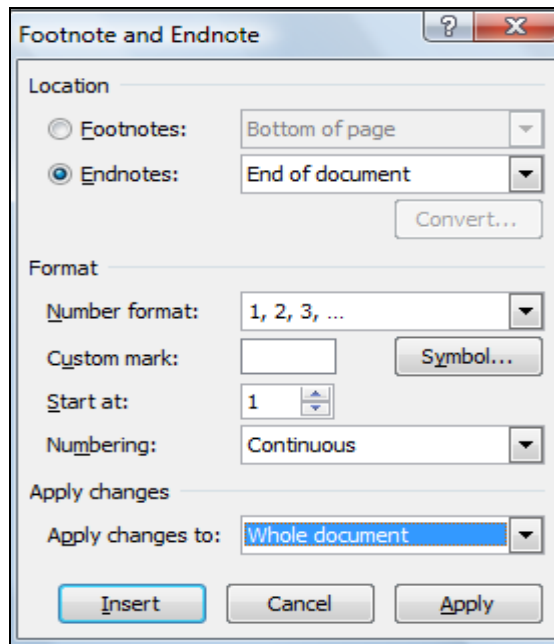 Footnote and Endnote
Location
Footnotes: Bottom of page
Endnotes: End of document
Convert...
Format
Number format: 1, 2, 3, ...
Custom mark: Symbol...
Start at: 1
Numbering: Continuous
Apply changes
Apply changes to: Whole document
Insert Cancel Apply